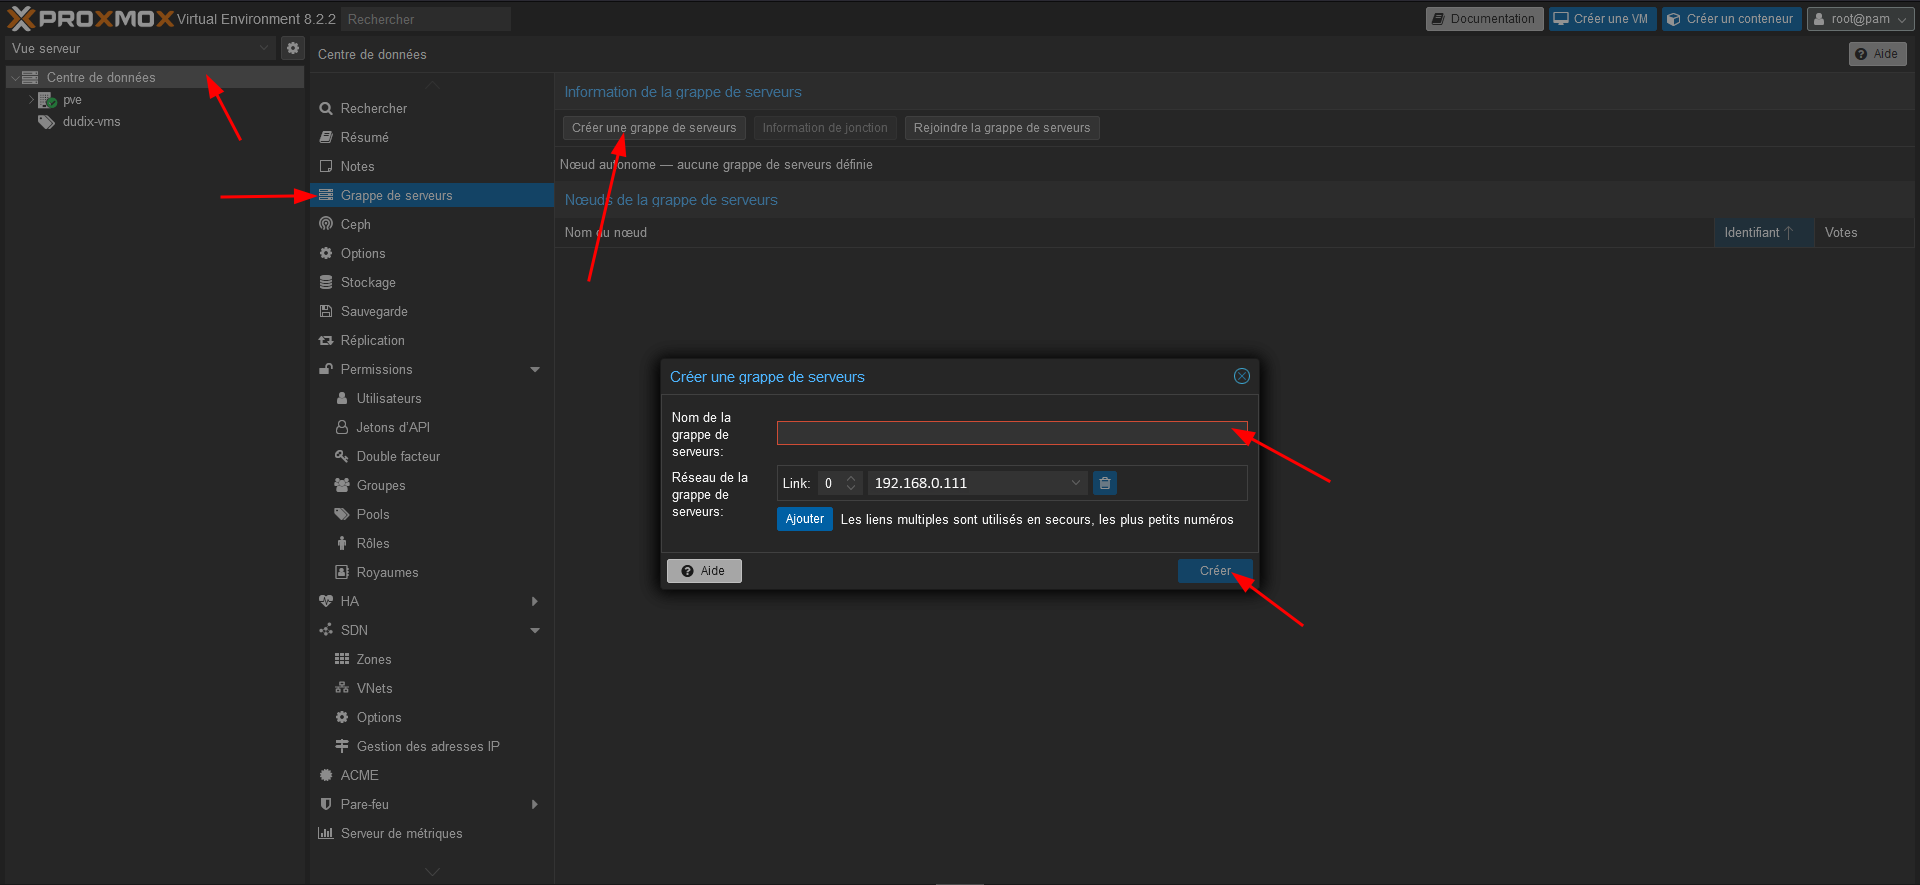 PROXMOX Virtual Environment 8.2.2 Rechercher Documentation Créer une VM Créer un conteneur root@pam
Vue serveur
Centre de données
pve
dudix-vms
Centre de données Aide
Rechercher
Résumé
Notes
Grappe de serveurs
Ceph
Options
Stockage
Sauvegarde
Réplication
Permissions
Utilisateurs
Jetons d'API
Double facteur
Groupes
Pools
Rôles
Royaumes
HA
SDN
Zones
VNets
Options
Gestion des adresses IP
ACME
Pare-feu
Serveur de métriques
Information de la grappe de serveurs
Créer une grappe de serveurs Information de jonction Rejoindre la grappe de serveurs
Nœud autonome — aucune grappe de serveurs définie
Nœuds de la grappe de serveurs
Nom du nœud Identifiant Votes
Créer une grappe de serveurs
Nom de la
grappe de
serveurs:
Réseau de la
grappe de
serveurs:
Link: 0 192.168.0.111
Ajouter Les liens multiples sont utilisés en secours, les plus petits numéros
Aide Créer